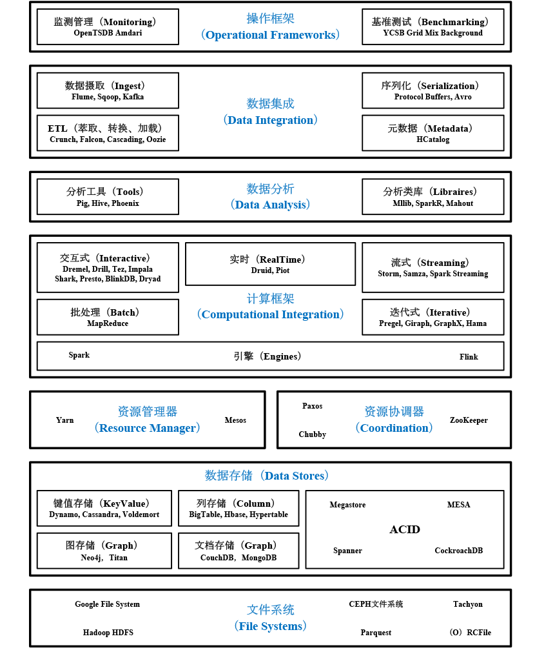 操作框架
（Operational Frameworks）
监测管理（Monitoring）
OpenTSDB Amdari
基准测试（Benchmarking）
YCSB Grid Mix Background
数据集成
（Data Integration）
数据摄取（Ingest）
Flume, Sqoop, Kafka
序列化（Serialization）
Protocol Buffers, Avro
ETL（萃取、转换、加载）
Crunch, Falcon, Cascading, Oozie
元数据（Metadata）
HCatalog
数据分析
（Data Analysis）
分析工具（Tools）
Pig, Hive, Phoenix
分析类库（Libraires）
Mllib, SparkR, Mahout
交互式（Interactive）
Dremel, Drill, Tez, Impala
Shark, Presto, BlinkDB, Dryad
实时（RealTime）
Druid, Piot
流式（Streaming）
Storm, Samza, Spark Streaming
计算框架
（Computational Integration）
批处理（Batch）
MapReduce
迭代式（Iterative）
Pregel, Giraph, GraphX, Hama
Spark
引擎（Engines）
Flink
资源管理器
（Resource Manager）
Yarn
Mesos
资源协调器
（Coordination）
Paxos
Chubby
ZooKeeper
数据存储（Data Stores）
键值存储（KeyValue）
Dynamo, Cassandra, Voldemort
列存储（Column）
BigTable, Hbase, Hypertable
图存储（Graph）
Neo4j，Titan
文档存储（Graph）
CouchDB，MongoDB
Megastore
MESA
ACID
Spanner
CockroachDB
文件系统
（File Systems）
Google File System
CEPH文件系统
Tachyon
Hadoop HDFS
Parquest
（O）RCFile